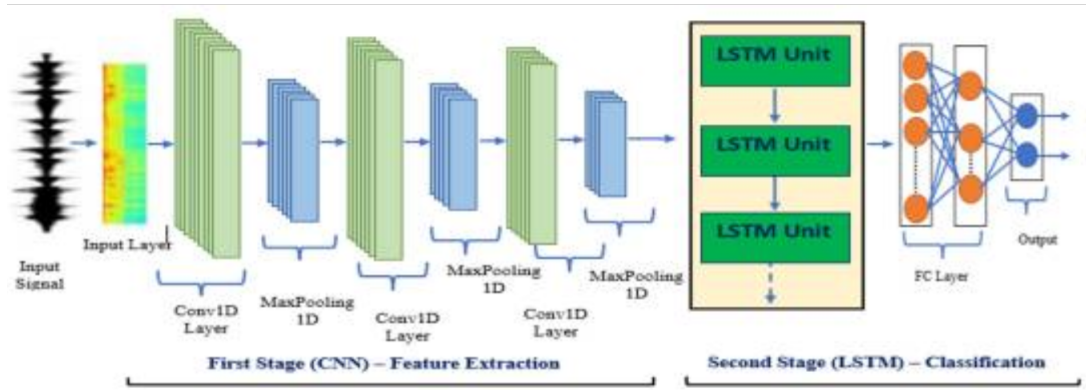 LSTM Unit
LSTM Unit
LSTM Unit
Input Layer
Input
Signal
Conv1D
Layer
MaxPooling
1D
Conv1D
Layer
MaxPooling
1D
Conv1D
Layer
MaxPooling
1D
FC Layer
Output
First Stage (CNN) – Feature Extraction
Second Stage (LSTM) – Classification